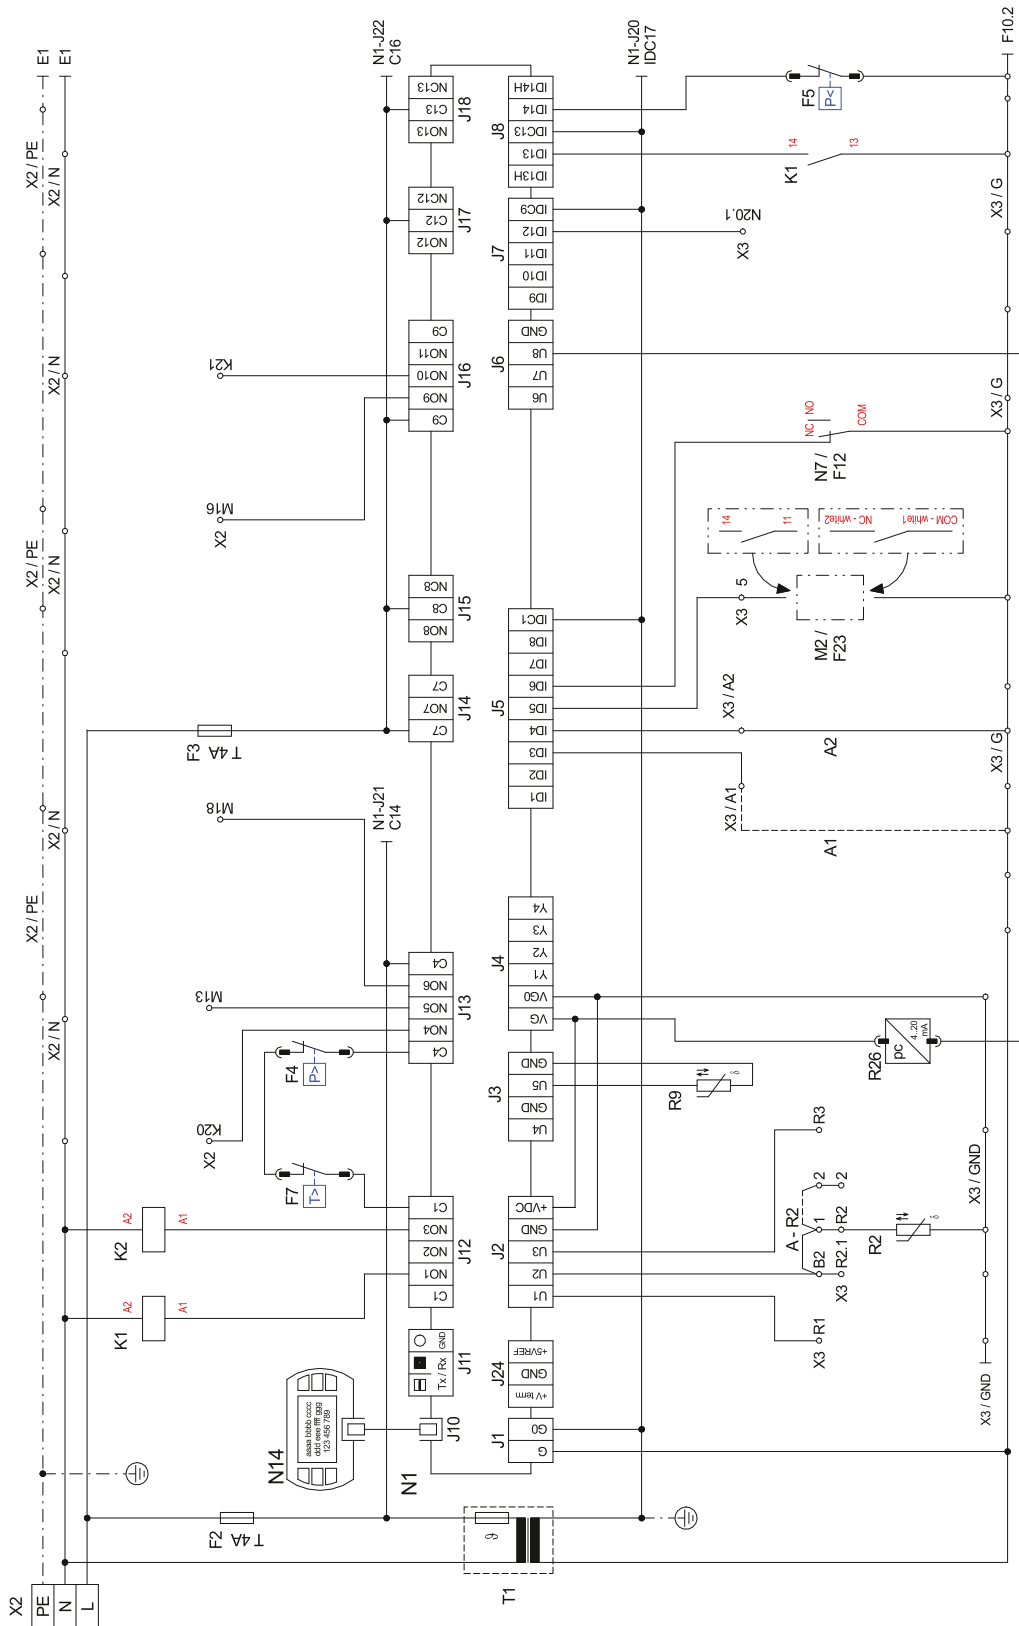 X2
PE
N
L
X2 / PE
X2 / N
X2 / PE
X2 / N
X2 / N
X2 / N
X2 / PE
X2 / N
E1
E1
F2
T 4A
F3
T 4A
K1
A2
A1
K2
A2
A1
F7
T>
F4
P>
X2
K20
M13
M18
X2
M16
K21
N1-J21
C14
N1-J22
C16
N14
aaaa bbbb cccc
ddd eee fff ggg
123 456 789
N1
J10
J11
Tx / Rx
GND
J12
C1
NO1
NO2
NO3
C1
J13
C4
NO4
NO5
NO6
C4
J14
C7
NO7
C7
J15
NO8
C8
NC8
J16
C9
NO9
NO10
NO11
C9
J17
NO12
C12
NC12
J18
NO13
C13
NC13
T1
ϑ
J1
G
G0
J24
+V term
GND
+5VREF
J2
U1
U2
U3
GND
+VDC
J3
U4
GND
U5
GND
J4
VG
VG0
Y1
Y2
Y3
Y4
J5
ID1
ID2
ID3
ID4
ID5
ID6
ID7
ID8
IDC1
J6
U6
U7
U8
GND
J7
ID9
ID10
ID11
ID12
IDC9
J8
ID13H
ID13
IDC13
ID14
ID14H
N1-J20
IDC17
R9
δ
X3 R1
X3 R2.1 R2 2
B2 1 2
A - R2
R3
R2
δ
R26
pc
4..20
mA
X3 / GND
X3 / GND
X3 / A1
A1
X3 / A2
A2
X3 5
M2 /
F23
14
11
NC - white2
COM - white1
N7 /
F12
NC
NO
COM
X3
N20.1
K1
14
13
F5
P<
X3 / G
X3 / G
X3 / G
F10.2